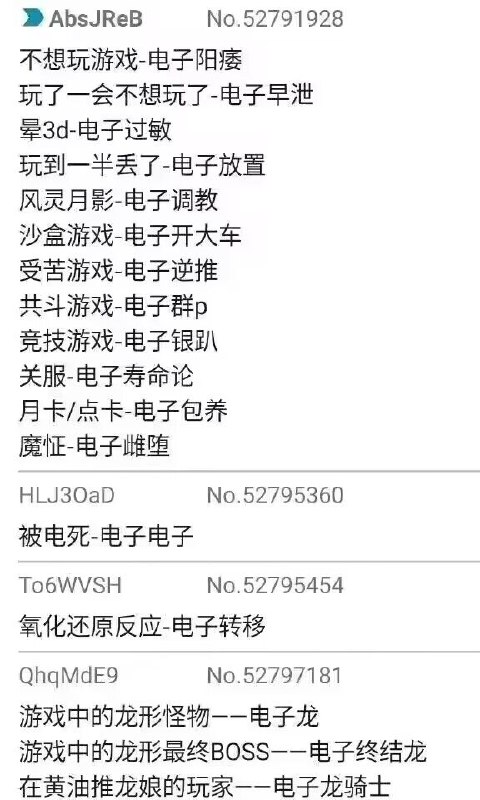 AbsJReB No.52791928
不想玩游戏-电子阳痿
玩了一会不想玩了-电子早泄
晕3d-电子过敏
玩到一半丢了-电子放置
风灵月影-电子调教
沙盒游戏-电子开大车
受苦游戏-电子逆推
共斗游戏-电子群p
竞技游戏-电子银趴
关服-电子寿命论
月卡/点卡-电子包养
魔怔-电子雌堕
HLJ3OaD No.52795360
被电死-电子电子
To6WVSH No.52795454
氧化还原反应-电子转移
QhqMdE9 No.52797181
游戏中的龙形怪物——电子龙
游戏中的龙形最终BOSS——电子终结龙
在黄油推龙娘的玩家——电子龙骑士